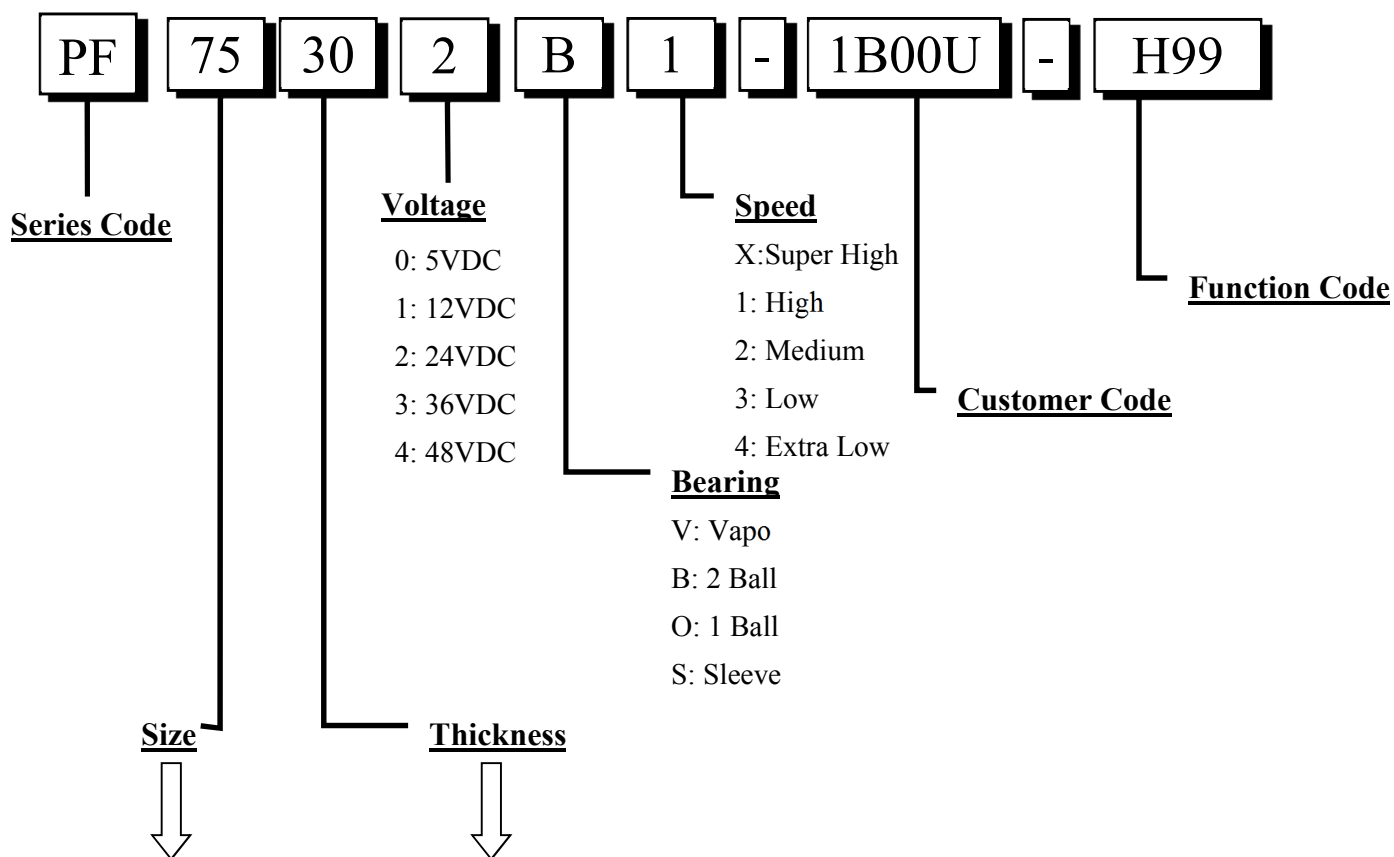 PF 75 30 2 B 1 - 1B00U - H99
Series Code
Voltage
0: 5VDC
1: 12VDC
2: 24VDC
3: 36VDC
4: 48VDC
Speed
X:Super High
1: High
2: Medium
3: Low
4: Extra Low
Function Code
Customer Code
Bearing
V: Vapo
B: 2 Ball
O: 1 Ball
S: Sleeve
Size
Thickness